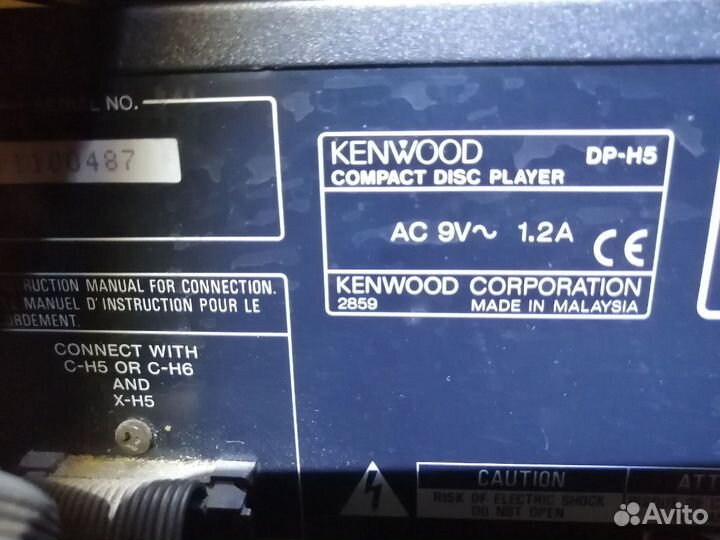 SERIAL NO.
1100487
KENWOOD DP-H5
COMPACT DISC PLAYER
AC 9V~ 1.2A CE
KENWOOD CORPORATION
2859 MADE IN MALAYSIA
MANUAL FOR CONNECTION.
MANUEL D'INSTRUCTION POUR LE
CONNECT WITH
C-H5 OR C-H6
AND
X-H5
CAUTION
RISK OF ELECTRIC SHOCK
DO NOT OPEN
Avito